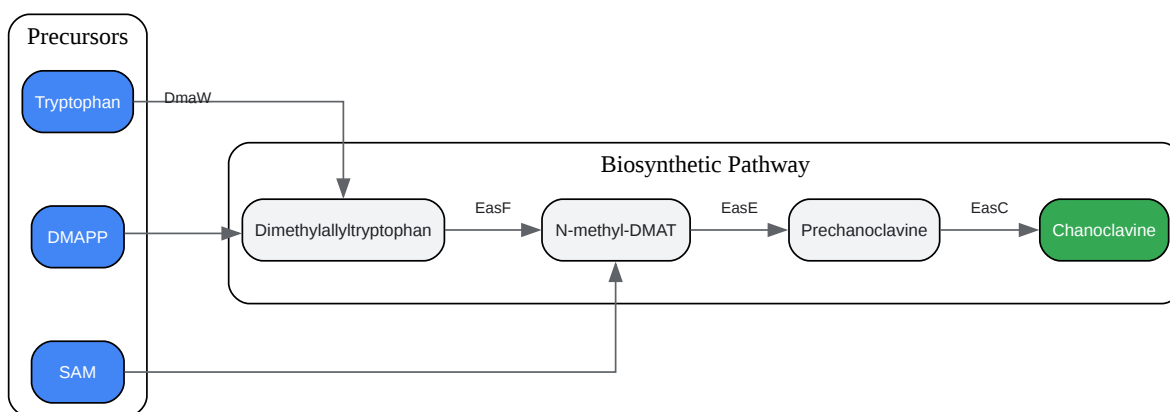 Precursors
Tryptophan
DmaW
Biosynthetic Pathway
EasF
EasE
EasC
DMAPP
Dimethylallyltryptophan
N-methyl-DMAT
Prechanoclavine
Chanoclavine
SAM